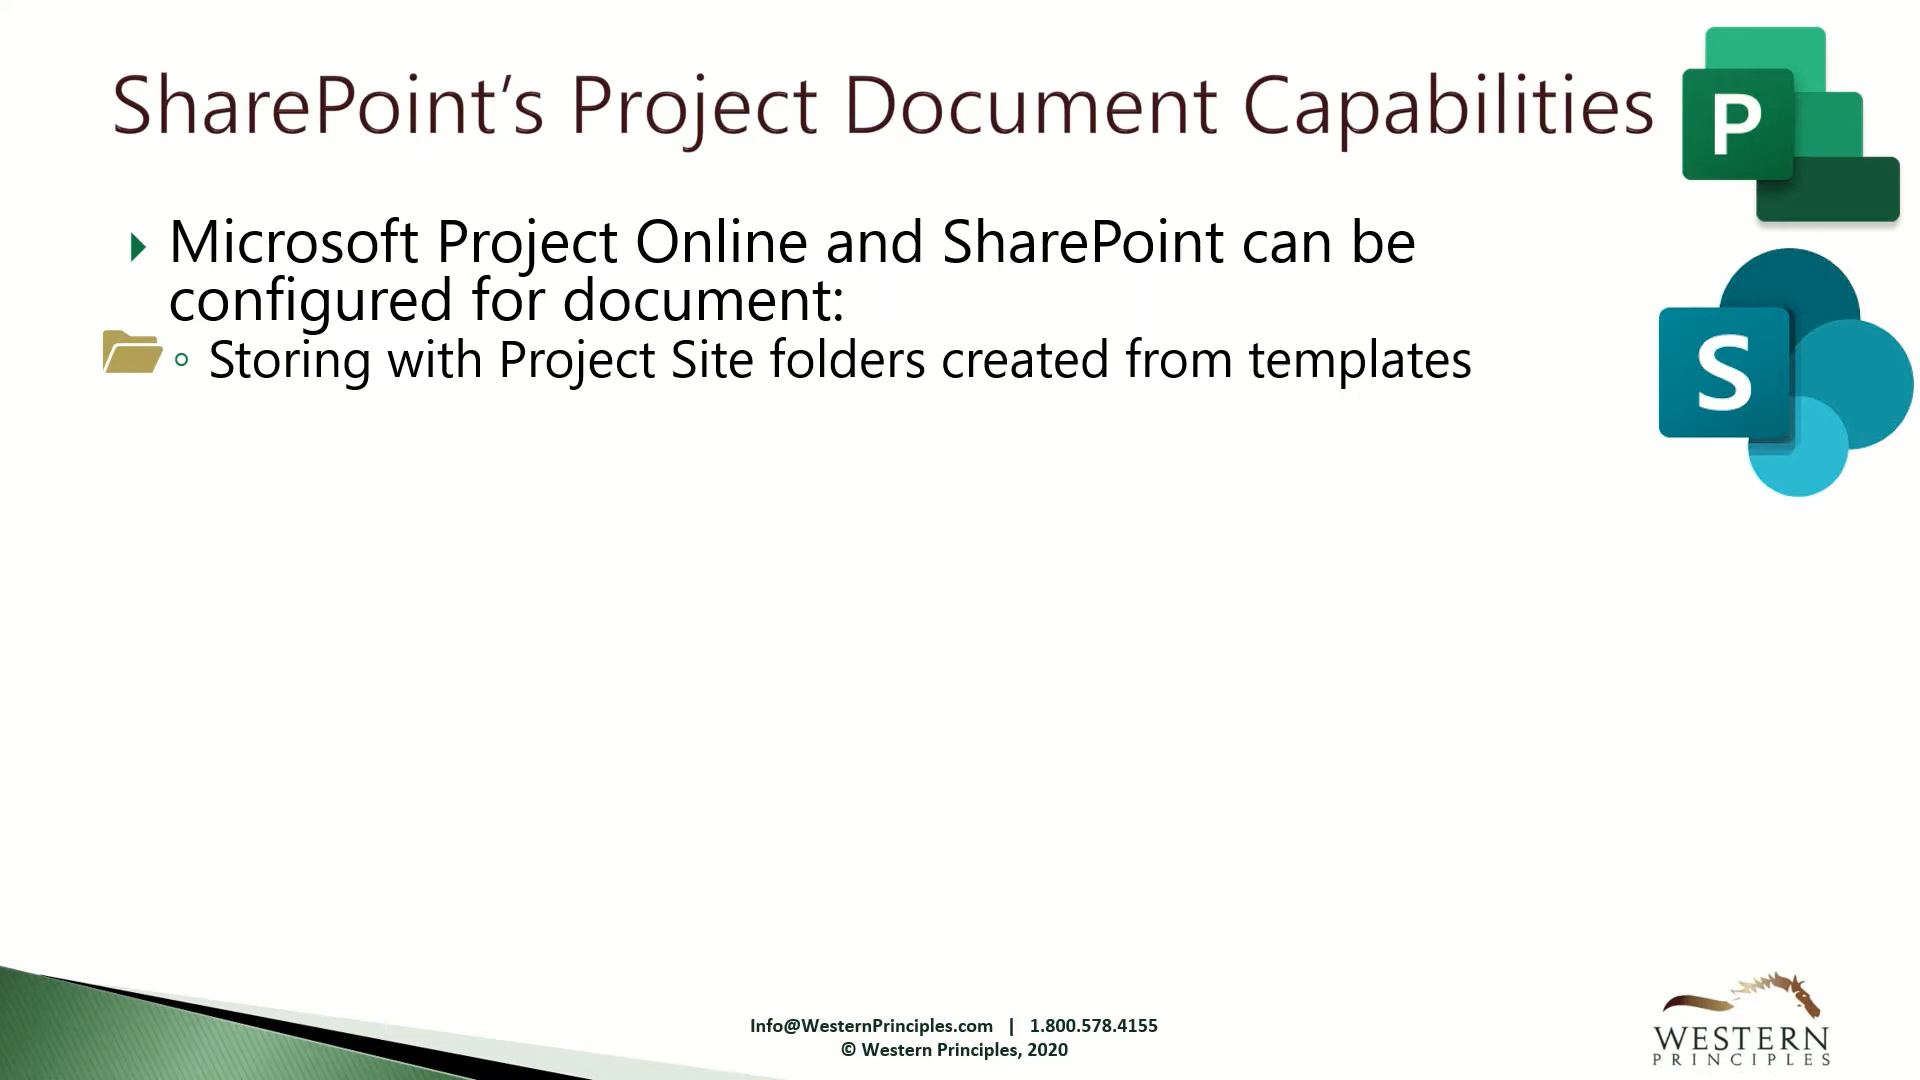 SharePoint's Project Document Capabilities
P
Microsoft Project Online and SharePoint can be
configured for document:
S
Storing with Project Site folders created from templates
Info@WesternPrinciples.com | 1.800.578.4155
© Western Principles, 2020
WESTERN
PRINCIPLES